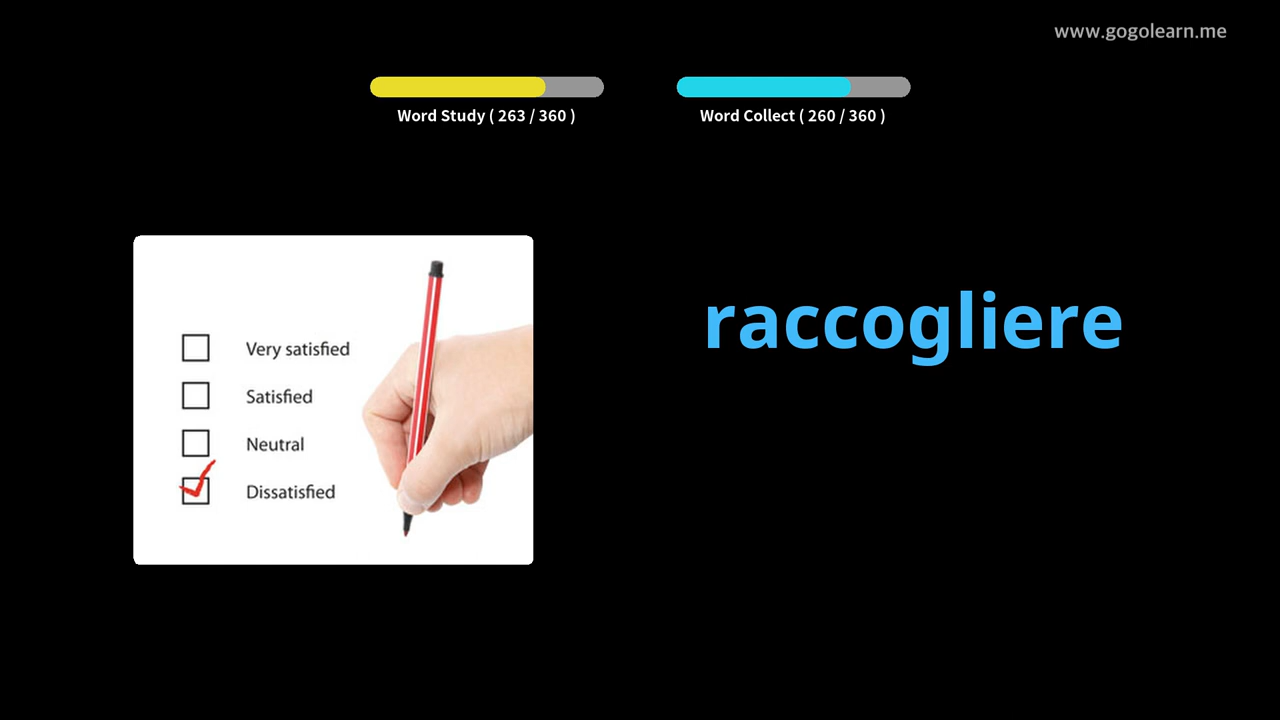 www.gogolearn.me
Word Study ( 263 / 360 )
Word Collect ( 260 / 360 )
raccogliere
Very satisfied
Satisfied
Neutral
Dissatisfied